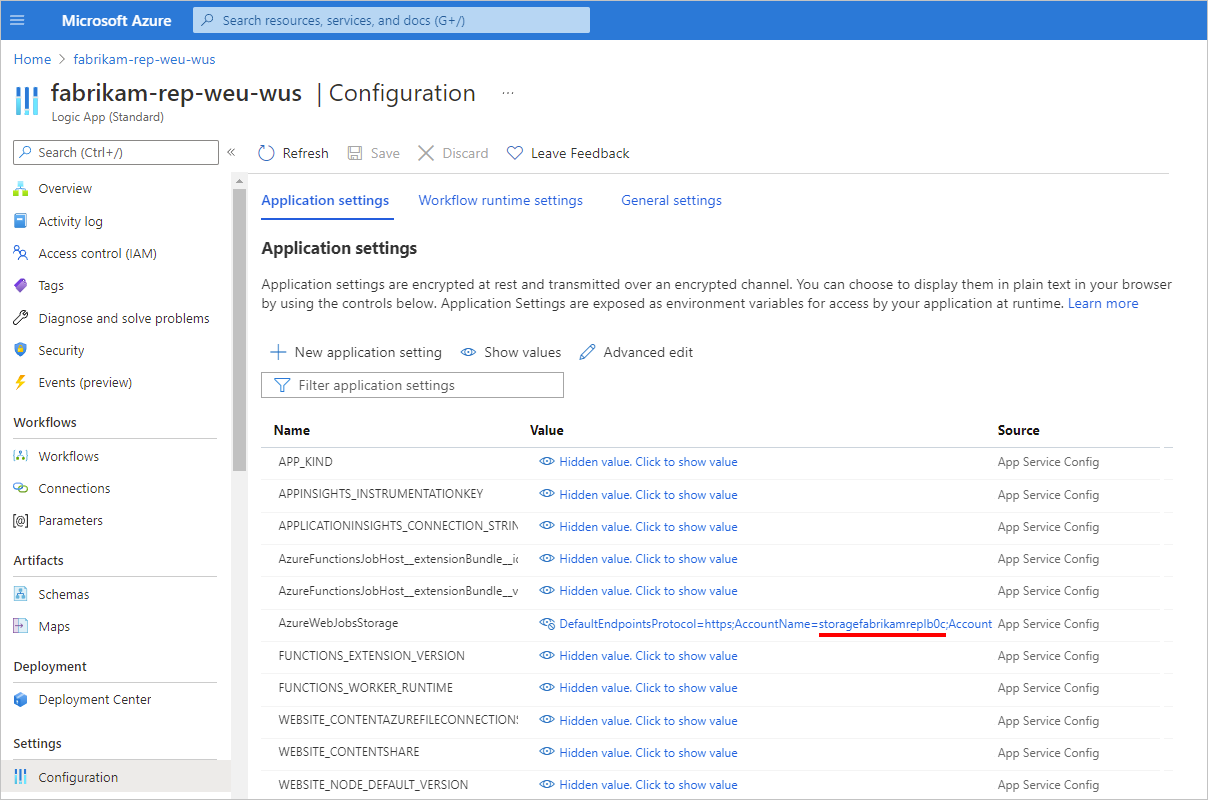 Microsoft Azure
Search resources, services, and docs (G+/)
Home > fabrikam-rep-weu-wus
fabrikam-rep-weu-wus | Configuration ...
Logic App (Standard)
Search (Ctrl+/) «
Refresh Save Discard Leave Feedback
Overview
Activity log
Access control (IAM)
Tags
Diagnose and solve problems
Security
Events (preview)
Workflows
Workflows
Connections
Parameters
Artifacts
Schemas
Maps
Deployment
Deployment Center
Settings
Configuration
Application settings Workflow runtime settings General settings
Application settings
Application settings are encrypted at rest and transmitted over an encrypted channel. You can choose to display them in plain text in your browser
by using the controls below. Application Settings are exposed as environment variables for access by your application at runtime. Learn more
New application setting Show values Advanced edit
Filter application settings
Name Value Source
APP_KIND Hidden value. Click to show value App Service Config
APPINSIGHTS_INSTRUMENTATIONKEY Hidden value. Click to show value App Service Config
APPLICATIONINSIGHTS_CONNECTION_STRIN Hidden value. Click to show value App Service Config
AzureFunctionsJobHost__extensionBundle__ic Hidden value. Click to show value App Service Config
AzureFunctionsJobHost__extensionBundle__v Hidden value. Click to show value App Service Config
AzureWebJobsStorage DefaultEndpointsProtocol=https;AccountName=storagefabrikamreplb0c;Account App Service Config
FUNCTIONS_EXTENSION_VERSION Hidden value. Click to show value App Service Config
FUNCTIONS_WORKER_RUNTIME Hidden value. Click to show value App Service Config
WEBSITE_CONTENTAZUREFILECONNECTIONS Hidden value. Click to show value App Service Config
WEBSITE_CONTENTSHARE Hidden value. Click to show value App Service Config
WEBSITE_NODE_DEFAULT_VERSION Hidden value. Click to show value App Service Config